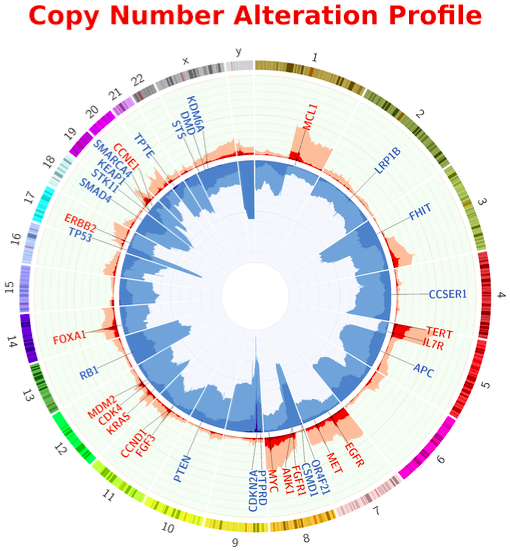 Copy Number Alteration Profile
1
2
3
4
5
6
7
8
9
10
11
12
13
14
15
16
17
18
19
20
21
22
x
y
MCL1
LRP1B
FHIT
CCSER1
TERT
IL7R
APC
EGFR
MET
OR4F21
CSMD1
FGFR1
ANK1
MYC
PTPRD
CDKN2A
PTEN
FGF3
CCND1
KRAS
CDK4
MDM2
RB1
FOXA1
TP53
ERBB2
SMAD4
STK11
KEAP1
SMARCA4
CCNE1
TPTE
STS
DMD
KDM6A